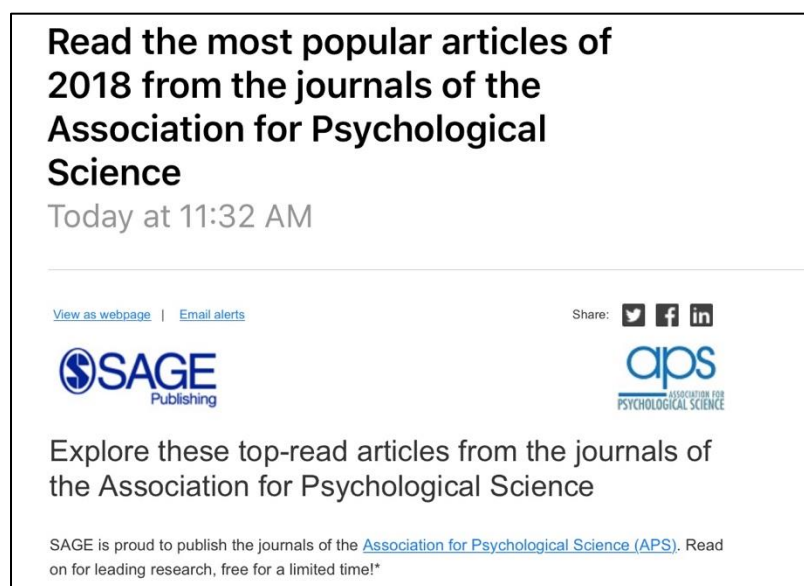 Read the most popular articles of
2018 from the journals of the
Association for Psychological
Science
Today at 11:32 AM
View as webpage | Email alerts
Share:
SAGE
Publishing
aps
ASSOCIATION FOR
PSYCHOLOGICAL SCIENCE
Explore these top-read articles from the journals of
the Association for Psychological Science
SAGE is proud to publish the journals of the Association for Psychological Science (APS). Read
on for leading research, free for a limited time!*